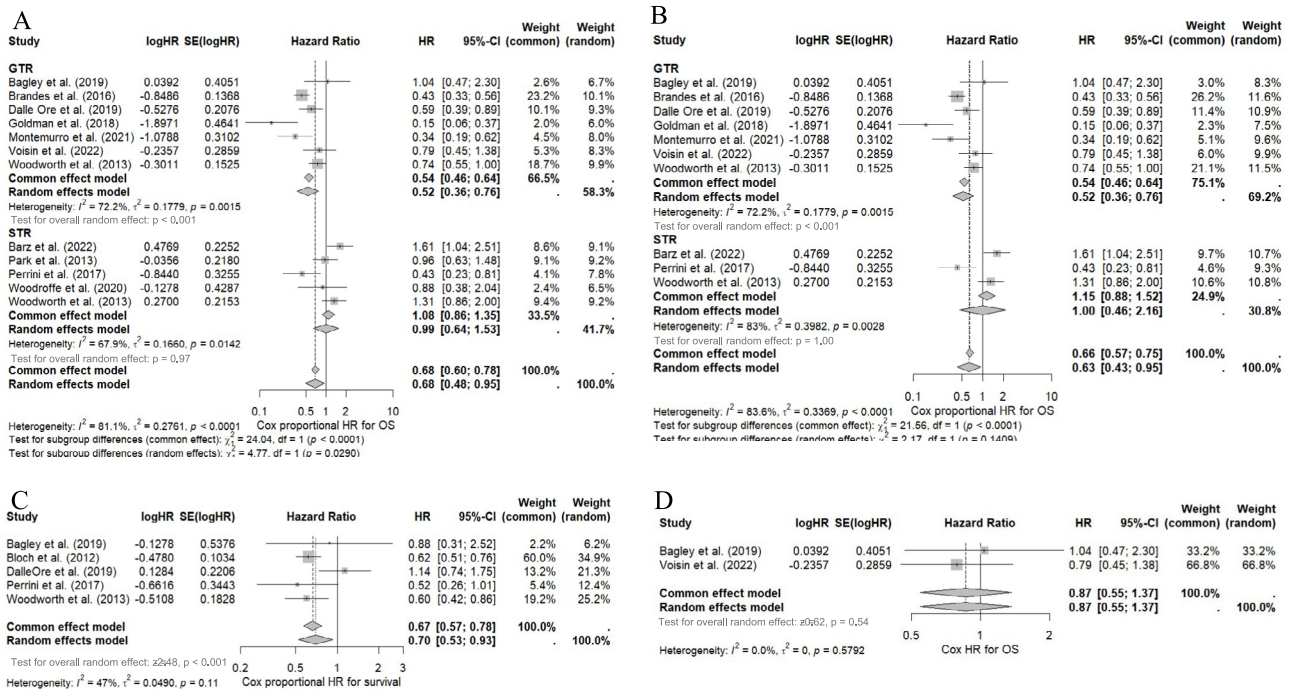 A
Study logHR SE(logHR) Hazard Ratio HR 95%-CI Weight (common) Weight (random)
GTR
Bagley et al. (2019) 0.0392 0.4051 1.04 [0.47; 2.30] 2.6% 6.7%
Brandes et al. (2016) -0.8486 0.1368 0.43 [0.33; 0.56] 23.2% 10.1%
Dalle Ore et al. (2019) -0.5276 0.2076 0.59 [0.39; 0.89] 10.1% 9.3%
Goldman et al. (2018) -1.8971 0.4641 0.15 [0.06; 0.37] 2.0% 6.0%
Montemurro et al. (2021) -1.0788 0.3102 0.34 [0.19; 0.62] 4.5% 8.0%
Voisin et al. (2022) -0.2357 0.2859 0.79 [0.45; 1.38] 5.3% 8.3%
Woodworth et al. (2013) -0.3011 0.1525 0.74 [0.55; 1.00] 18.7% 9.9%
Common effect model 0.54 [0.46; 0.64] 66.5% .
Random effects model 0.52 [0.36; 0.76] . 58.3%
Heterogeneity: I² = 72.2%, τ² = 0.1779, p = 0.0015
Test for overall random effect: p < 0.001
STR
Barz et al. (2022) 0.4769 0.2252 1.61 [1.04; 2.51] 8.6% 9.1%
Park et al. (2013) -0.0356 0.2180 0.96 [0.63; 1.48] 9.1% 9.2%
Perrini et al. (2017) -0.8440 0.3255 0.43 [0.23; 0.81] 4.1% 7.8%
Woodroffe et al. (2020) -0.1278 0.4287 0.88 [0.38; 2.04] 2.4% 6.5%
Woodworth et al. (2013) 0.2700 0.2153 1.31 [0.86; 2.00] 9.4% 9.2%
Common effect model 1.08 [0.86; 1.35] 33.5% .
Random effects model 0.99 [0.64; 1.53] . 41.7%
Heterogeneity: I² = 67.9%, τ² = 0.1660, p = 0.0142
Test for overall random effect: p = 0.97
Common effect model 0.68 [0.60; 0.78] 100.0% .
Random effects model 0.68 [0.48; 0.95] . 100.0%
0.1 0.5 1 2 10
Heterogeneity: I² = 81.1%, τ² = 0.2761, p < 0.0001 Cox proportional HR for OS
Test for subgroup differences (common effect): χ²₁ = 24.04, df = 1 (p < 0.0001)
Test for subgroup differences (random effects): χ²₁ = 4.77, df = 1 (p = 0.0290)
B
Study logHR SE(logHR) Hazard Ratio HR 95%-CI Weight (common) Weight (random)
GTR
Bagley et al. (2019) 0.0392 0.4051 1.04 [0.47; 2.30] 3.0% 8.3%
Brandes et al. (2016) -0.8486 0.1368 0.43 [0.33; 0.56] 26.2% 11.6%
Dalle Ore et al. (2019) -0.5276 0.2076 0.59 [0.39; 0.89] 11.4% 10.9%
Goldman et al. (2018) -1.8971 0.4641 0.15 [0.06; 0.37] 2.3% 7.5%
Montemurro et al. (2021) -1.0788 0.3102 0.34 [0.19; 0.62] 5.1% 9.6%
Voisin et al. (2022) -0.2357 0.2859 0.79 [0.45; 1.38] 6.0% 9.9%
Woodworth et al. (2013) -0.3011 0.1525 0.74 [0.55; 1.00] 21.1% 11.5%
Common effect model 0.54 [0.46; 0.64] 75.1% .
Random effects model 0.52 [0.36; 0.76] . 69.2%
Heterogeneity: I² = 72.2%, τ² = 0.1779, p = 0.0015
Test for overall random effect: p < 0.001
STR
Barz et al. (2022) 0.4769 0.2252 1.61 [1.04; 2.51] 9.7% 10.7%
Perrini et al. (2017) -0.8440 0.3255 0.43 [0.23; 0.81] 4.6% 9.3%
Woodworth et al. (2013) 0.2700 0.2153 1.31 [0.86; 2.00] 10.6% 10.8%
Common effect model 1.15 [0.88; 1.52] 24.9% .
Random effects model 1.00 [0.46; 2.16] . 30.8%
Heterogeneity: I² = 83%, τ² = 0.3982, p = 0.0028
Test for overall random effect: p = 1.00
Common effect model 0.66 [0.57; 0.75] 100.0% .
Random effects model 0.63 [0.43; 0.95] . 100.0%
0.1 0.5 1 2 10
Heterogeneity: I² = 83.6%, τ² = 0.3369, p < 0.0001 Cox proportional HR for OS
Test for subgroup differences (common effect): χ²₁ = 21.56, df = 1 (p < 0.0001)
Test for subgroup differences (random effects): χ²₁ = 2.17, df = 1 (p = 0.1409)
C
Study logHR SE(logHR) Hazard Ratio HR 95%-CI Weight (common) Weight (random)
Bagley et al. (2019) -0.1278 0.5376 0.88 [0.31; 2.52] 2.2% 6.2%
Bloch et al. (2012) -0.4780 0.1034 0.62 [0.51; 0.76] 60.0% 34.9%
DalleOre et al. (2019) 0.1284 0.2206 1.14 [0.74; 1.75] 13.2% 21.3%
Perrini et al. (2017) -0.6616 0.3443 0.52 [0.26; 1.01] 5.4% 12.4%
Woodworth et al. (2013) -0.5108 0.1828 0.60 [0.42; 0.86] 19.2% 25.2%
Common effect model 0.67 [0.57; 0.78] 100.0% .
Random effects model 0.70 [0.53; 0.93] . 100.0%
Test for overall random effect: p < 0.001
0.2 0.5 1 2 3
Heterogeneity: I² = 47%, τ² = 0.0490, p = 0.11 Cox proportional HR for survival
D
Study logHR SE(logHR) Hazard Ratio HR 95%-CI Weight (common) Weight (random)
Bagley et al. (2019) 0.0392 0.4051 1.04 [0.47; 2.30] 33.2% 33.2%
Voisin et al. (2022) -0.2357 0.2859 0.79 [0.45; 1.38] 66.8% 66.8%
Common effect model 0.87 [0.55; 1.37] 100.0% .
Random effects model 0.87 [0.55; 1.37] . 100.0%
Test for overall random effect: p = 0.54
0.5 1 2
Heterogeneity: I² = 0.0%, τ² = 0, p = 0.5792 Cox HR for OS